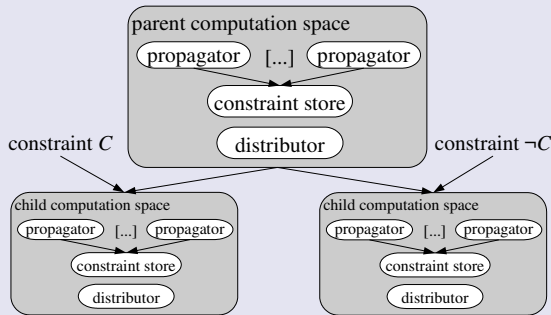 parent computation space
propagator [...] propagator
constraint store
distributor
constraint C
constraint ¬C
child computation space
propagator [...] propagator
constraint store
distributor
child computation space
propagator [...] propagator
constraint store
distributor